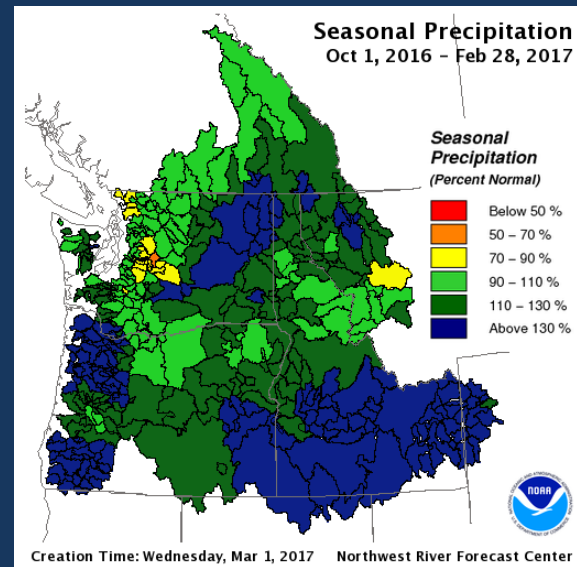 Seasonal Precipitation
Oct 1, 2016 – Feb 28, 2017
Seasonal
Precipitation
(Percent Normal)
Below 50 %
50 – 70 %
70 – 90 %
90 – 110 %
110 – 130 %
Above 130 %
NOAA
Creation Time: Wednesday, Mar 1, 2017 Northwest River Forecast Center